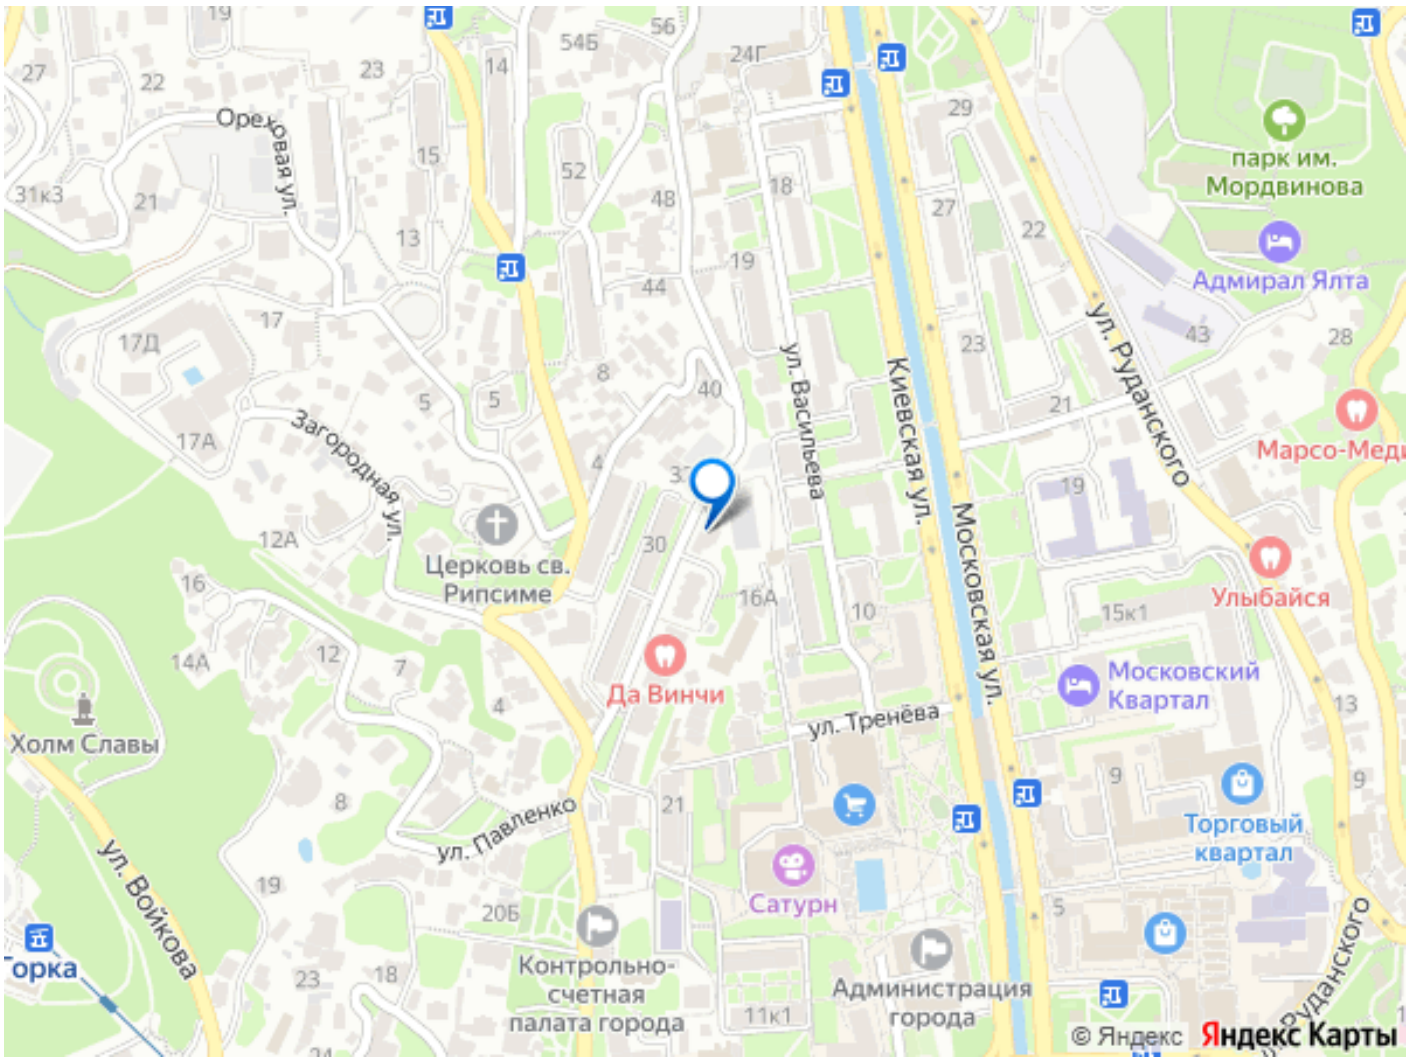 19
56
54Б
24Г
27
22
23
14
29
Ореховая ул.
15
52
парк им.
Мордвинова
31к3
21
48
18
27
22
13
19
44
Адмирал Ялта
17Д
17
ул. Руданского
43
28
ул. Васильева
Киевская ул.
23
8
40
5
5
21
Загородная ул.
17А
4
Марсо-Меди
19
Московская ул.
12А
30
Церковь св.
Рипсиме
16
16А
10
Улыбайся
15к1
14А
12
7
Да Винчи
Московский
Квартал
4
13
ул. Тренёва
Холм Славы
8
21
9
9
ул. Павленко
Торговый
квартал
ул. Войкова
19
20Б
Сатурн
5
ул. Руданского
Горка
23
18
Контрольно-
счетная
палата города
Администрация
города
11к1
24
© Яндекс Яндекс Карты